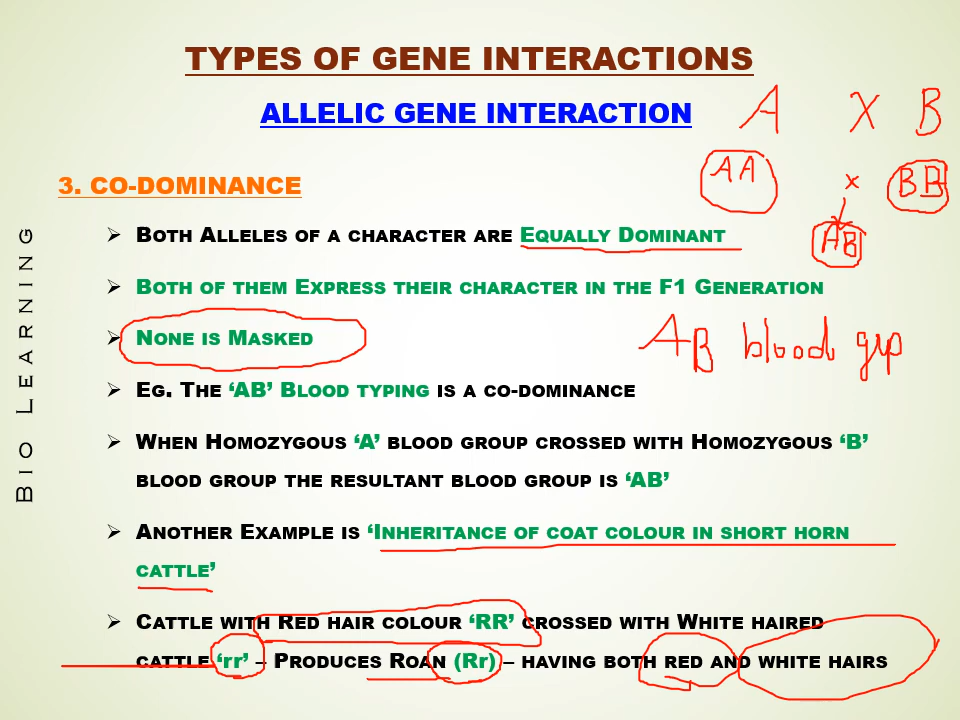 TYPES OF GENE INTERACTIONS
ALLELIC GENE INTERACTION
A X B
AA x BB
AB
3. CO-DOMINANCE
➢ BOTH ALLELES OF A CHARACTER ARE EQUALLY DOMINANT
➢ BOTH OF THEM EXPRESS THEIR CHARACTER IN THE F1 GENERATION
➢ NONE IS MASKED
AB blood grp
➢ EG. THE ‘AB’ BLOOD TYPING IS A CO-DOMINANCE
➢ WHEN HOMOZYGOUS ‘A’ BLOOD GROUP CROSSED WITH HOMOZYGOUS ‘B’
BLOOD GROUP THE RESULTANT BLOOD GROUP IS ‘AB’
➢ ANOTHER EXAMPLE IS ‘INHERITANCE OF COAT COLOUR IN SHORT HORN
CATTLE’
➢ CATTLE WITH RED HAIR COLOUR ‘RR’ CROSSED WITH WHITE HAIRED
CATTLE ‘rr’ – PRODUCES ROAN (Rr) – HAVING BOTH RED AND WHITE HAIRS
BIO LEARNING